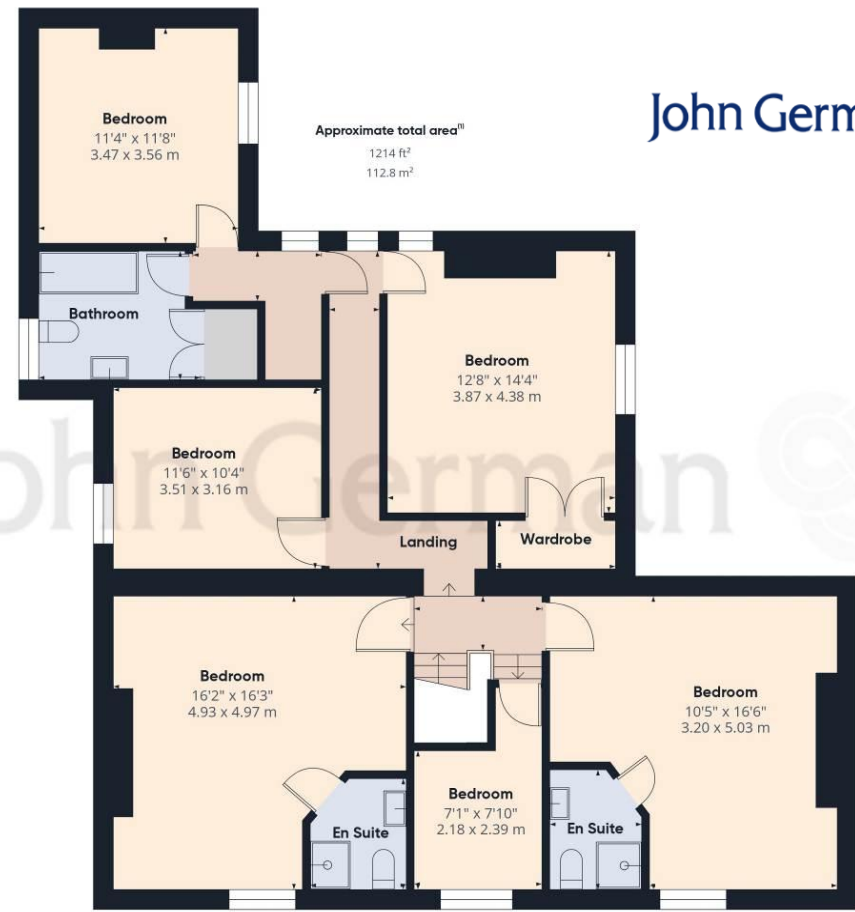 John Germ
Approximate total area⁽¹⁾
1214 ft²
112.8 m²
Bedroom
11'4" x 11'8"
3.47 x 3.56 m
Bathroom
Bedroom
12'8" x 14'4"
3.87 x 4.38 m
Bedroom
11'6" x 10'4"
3.51 x 3.16 m
John German
Landing
Wardrobe
Bedroom
16'2" x 16'3"
4.93 x 4.97 m
Bedroom
10'5" x 16'6"
3.20 x 5.03 m
Bedroom
7'1" x 7'10"
2.18 x 2.39 m
En Suite
En Suite